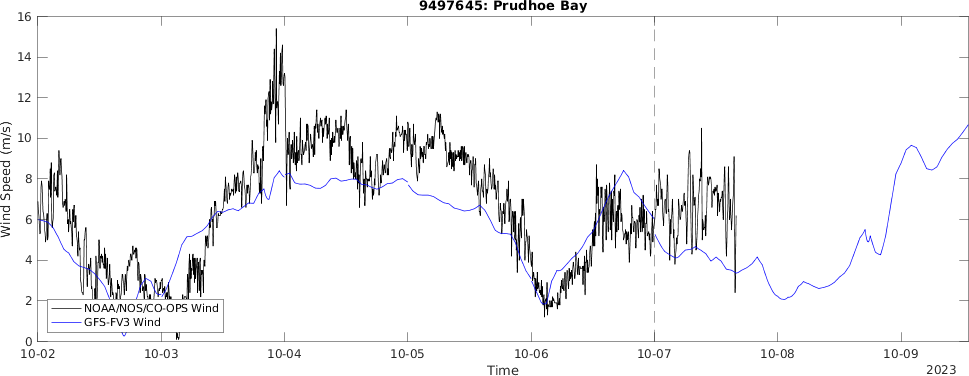 9497645: Prudhoe Bay
Wind Speed (m/s)
16
14
12
10
8
6
4
2
0
NOAA/NOS/CO-OPS Wind
GFS-FV3 Wind
10-02 10-03 10-04 10-05 10-06 10-07 10-08 10-09
Time
2023